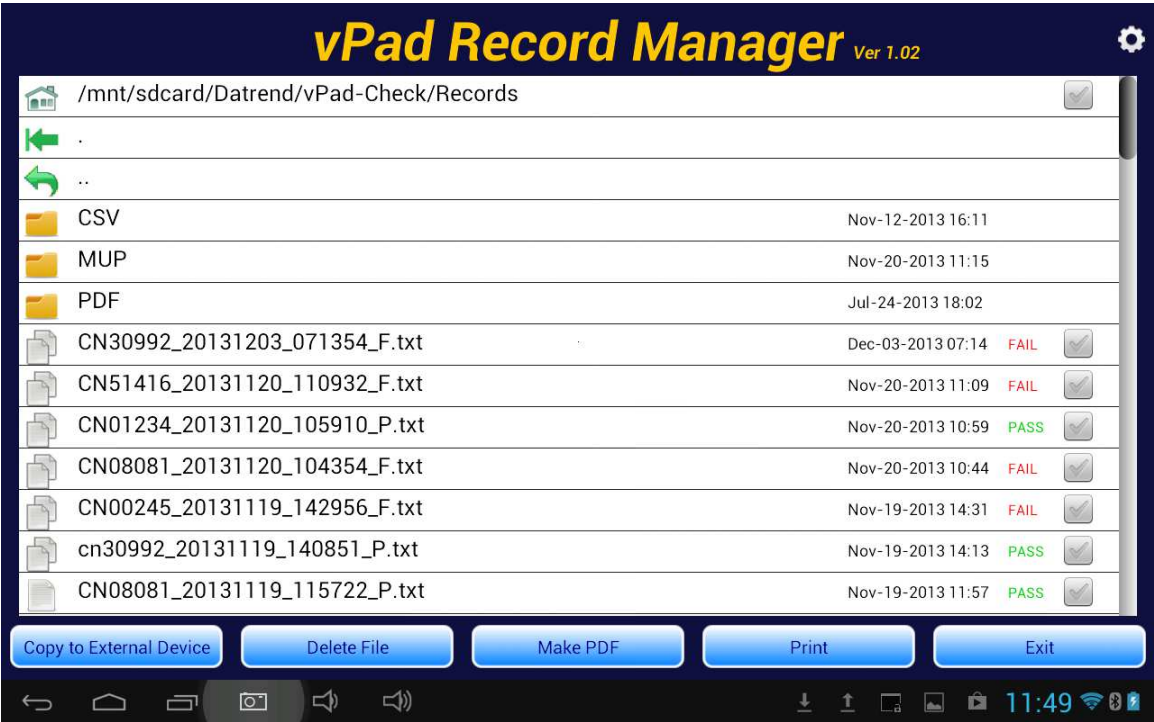 vPad Record Manager Ver 1.02
/mnt/sdcard/Datrend/vPad-Check/Records
.
..
CSV Nov-12-2013 16:11
MUP Nov-20-2013 11:15
PDF Jul-24-2013 18:02
CN30992_20131203_071354_F.txt Dec-03-2013 07:14 FAIL
CN51416_20131120_110932_F.txt Nov-20-2013 11:09 FAIL
CN01234_20131120_105910_P.txt Nov-20-2013 10:59 PASS
CN08081_20131120_104354_F.txt Nov-20-2013 10:44 FAIL
CN00245_20131119_142956_F.txt Nov-19-2013 14:31 FAIL
cn30992_20131119_140851_P.txt Nov-19-2013 14:13 PASS
CN08081_20131119_115722_P.txt Nov-19-2013 11:57 PASS
Copy to External Device Delete File Make PDF Print Exit
11:49